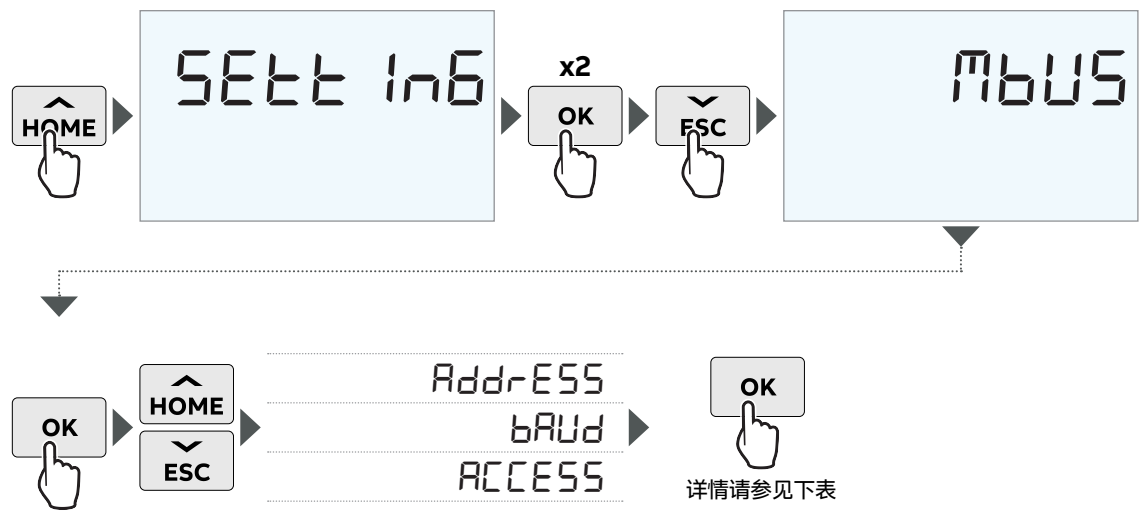 HOME
SEtt InG
x2
OK
ESC
MbUS
OK
HOME
ESC
AddrESS
bAUd
ACCESS
OK
详情请参见下表